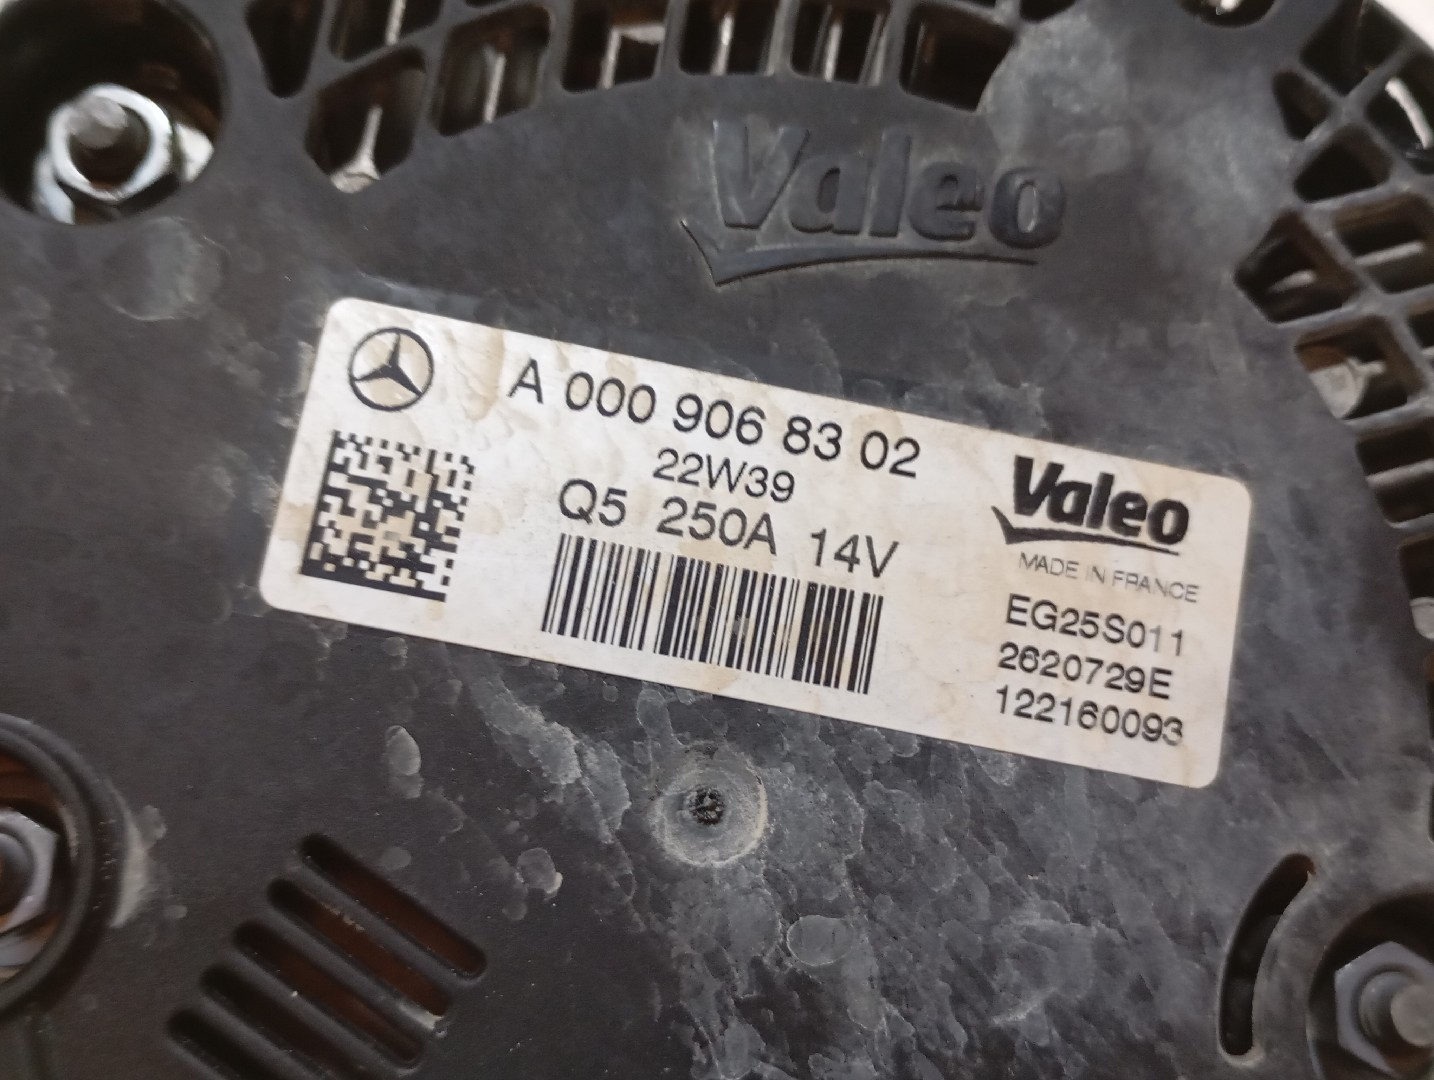 Valeo
A 000 906 83 02
22W39
Q5 250A 14V
Valeo
MADE IN FRANCE
EG25S011
2620729E
122160093